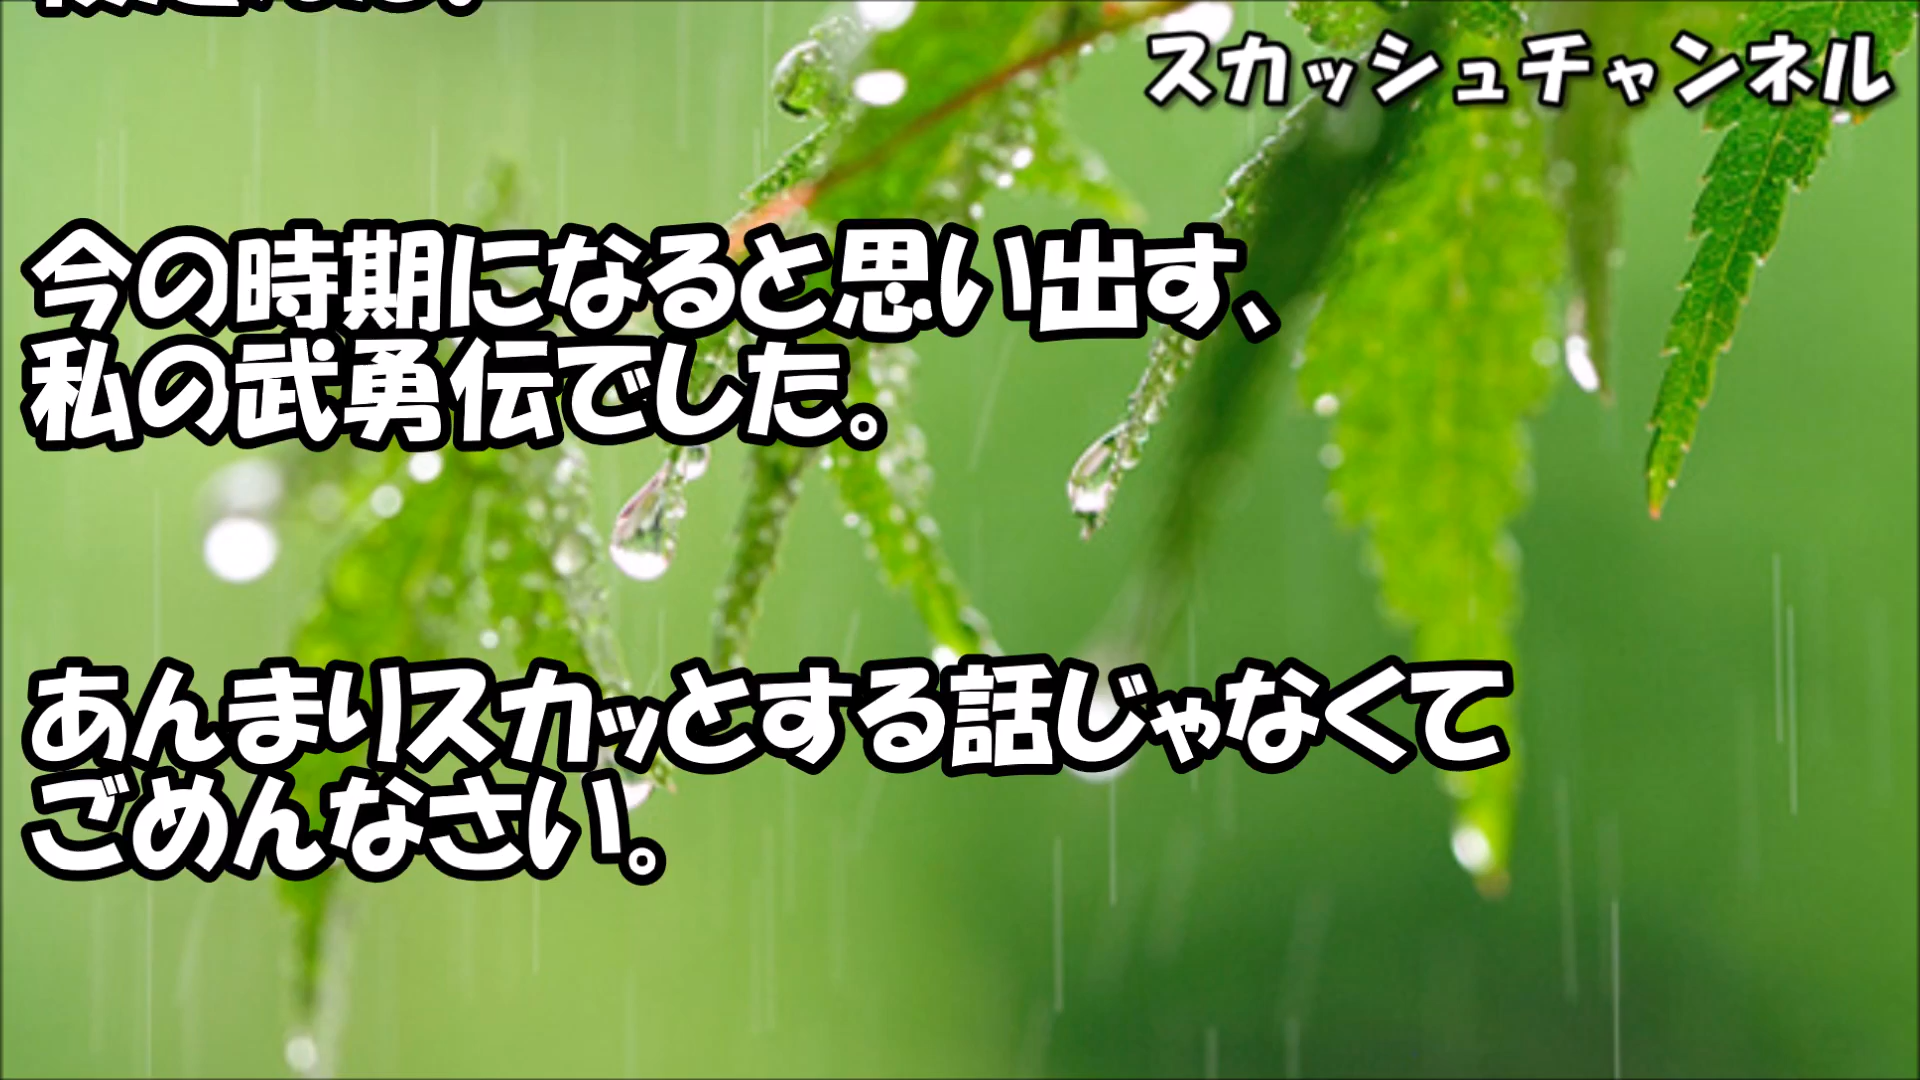 スカッシュチャンネル
今の時期になると思い出す、
私の武勇伝でした。
あんまりスカッとする話じゃなくて
ごめんなさい。